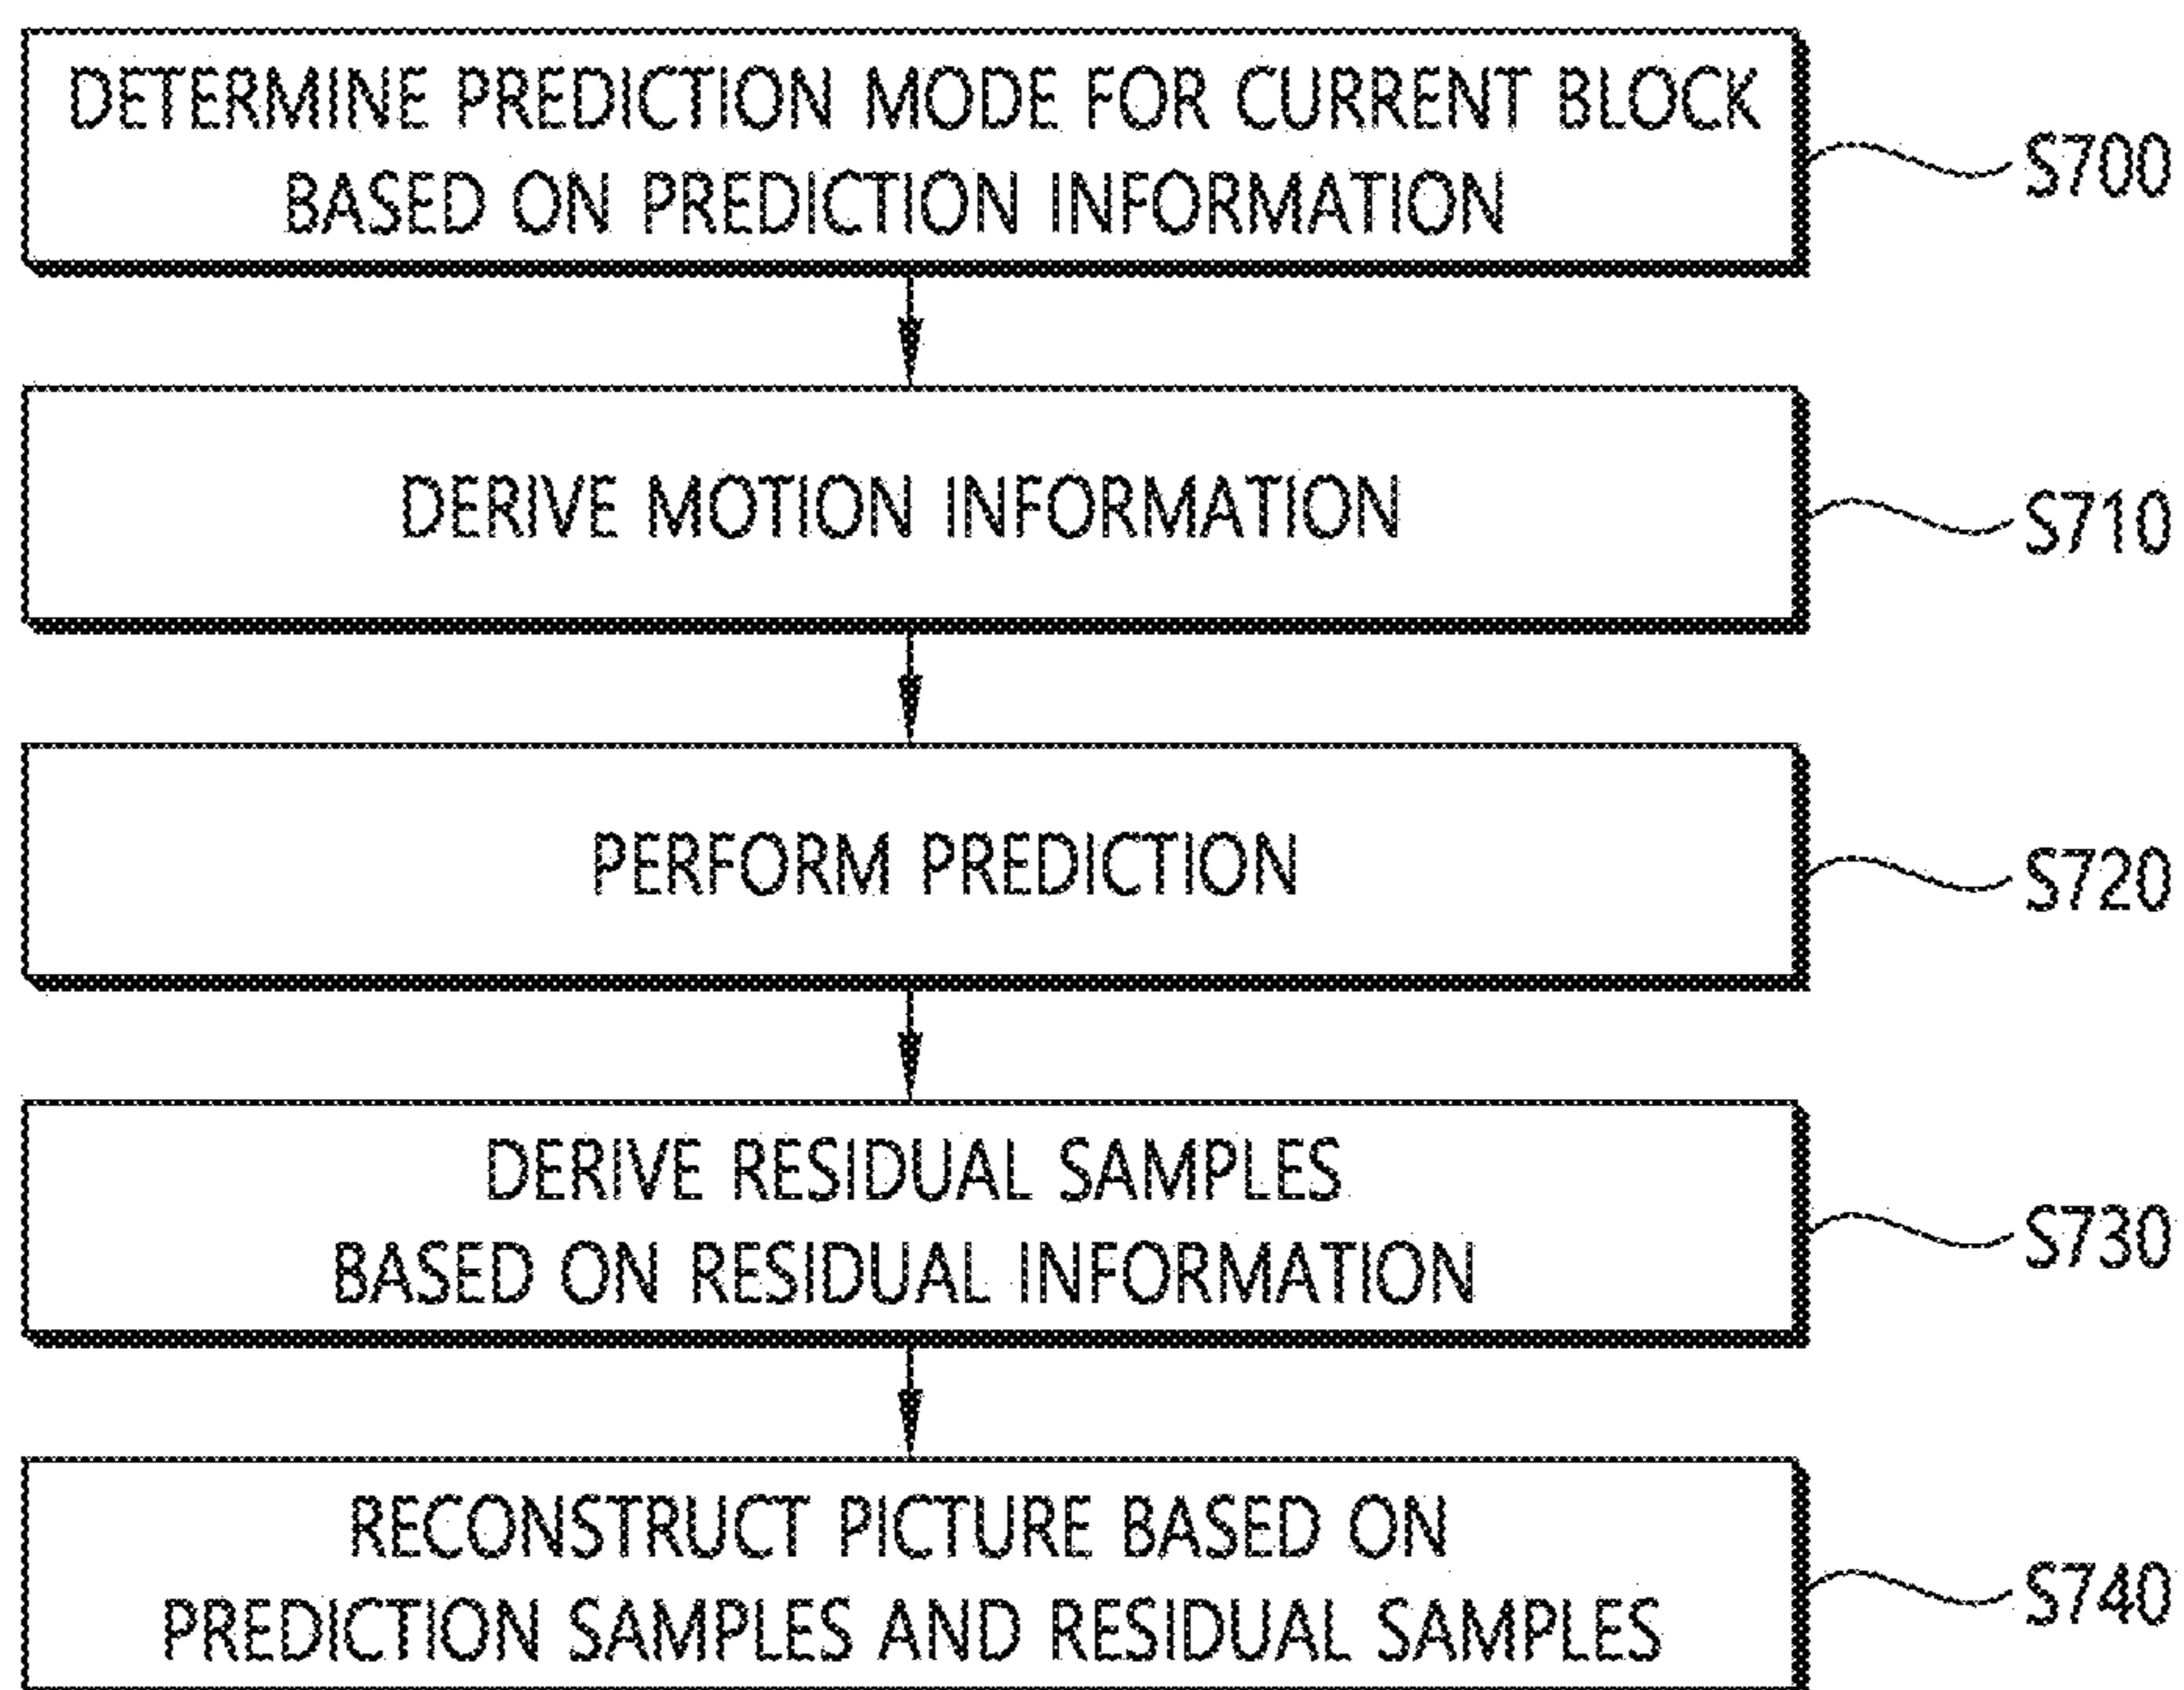 DETERMINE PREDICTION MODE FOR CURRENT BLOCK
BASED ON PREDICTION INFORMATION
S700
DERIVE MOTION INFORMATION
S710
PERFORM PREDICTION
S720
DERIVE RESIDUAL SAMPLES
BASED ON RESIDUAL INFORMATION
S730
RECONSTRUCT PICTURE BASED ON
PREDICTION SAMPLES AND RESIDUAL SAMPLES
S740